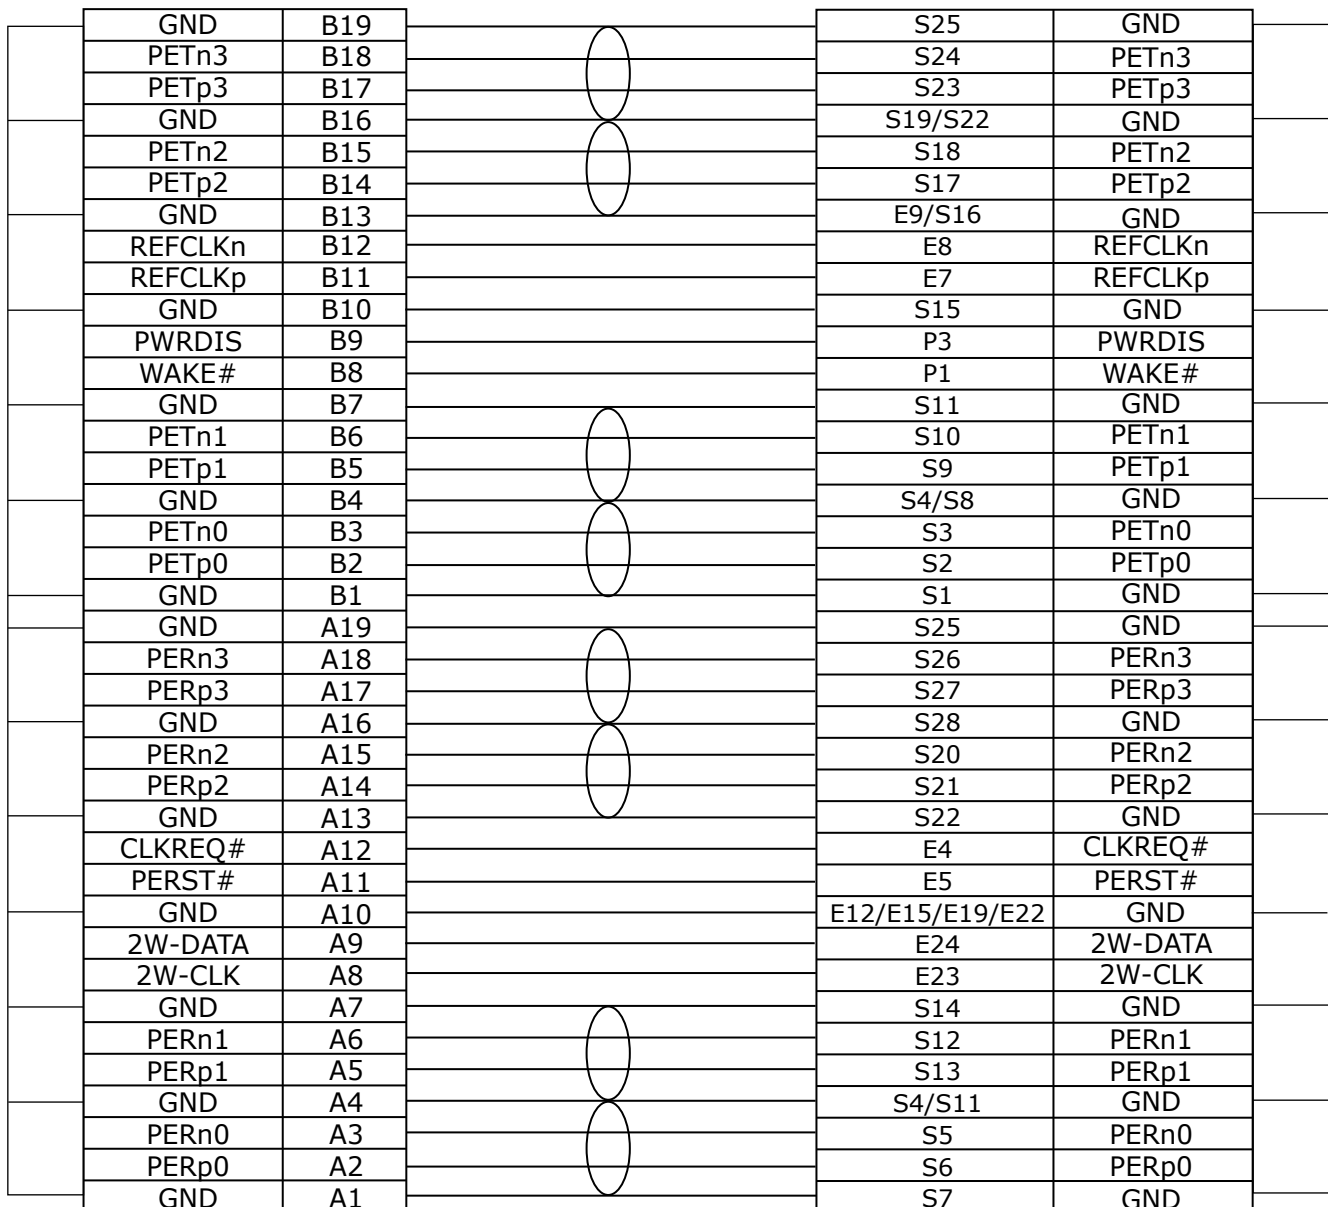 GND B19 S25 GND
PETn3 B18 S24 PETn3
PETp3 B17 S23 PETp3
GND B16 S19/S22 GND
PETn2 B15 S18 PETn2
PETp2 B14 S17 PETp2
GND B13 E9/S16 GND
REFCLKn B12 E8 REFCLKn
REFCLKp B11 E7 REFCLKp
GND B10 S15 GND
PWRDIS B9 P3 PWRDIS
WAKE# B8 P1 WAKE#
GND B7 S11 GND
PETn1 B6 S10 PETn1
PETp1 B5 S9 PETp1
GND B4 S4/S8 GND
PETn0 B3 S3 PETn0
PETp0 B2 S2 PETp0
GND B1 S1 GND
GND A19 S25 GND
PERn3 A18 S26 PERn3
PERp3 A17 S27 PERp3
GND A16 S28 GND
PERn2 A15 S20 PERn2
PERp2 A14 S21 PERp2
GND A13 S22 GND
CLKREQ# A12 E4 CLKREQ#
PERST# A11 E5 PERST#
GND A10 E12/E15/E19/E22 GND
2W-DATA A9 E24 2W-DATA
2W-CLK A8 E23 2W-CLK
GND A7 S14 GND
PERn1 A6 S12 PERn1
PERp1 A5 S13 PERp1
GND A4 S4/S11 GND
PERn0 A3 S5 PERn0
PERp0 A2 S6 PERp0
GND A1 S7 GND